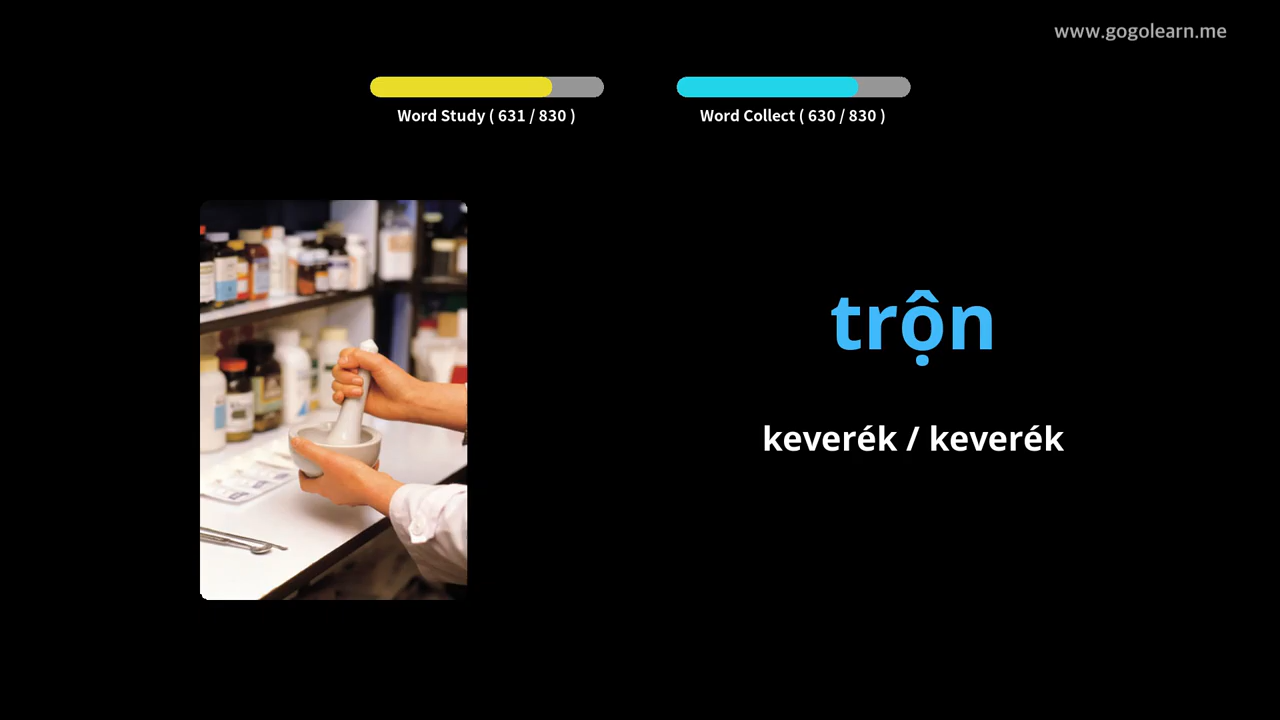 www.gogolearn.me
Word Study ( 631 / 830 )
Word Collect ( 630 / 830 )
trộn
keverék / keverék